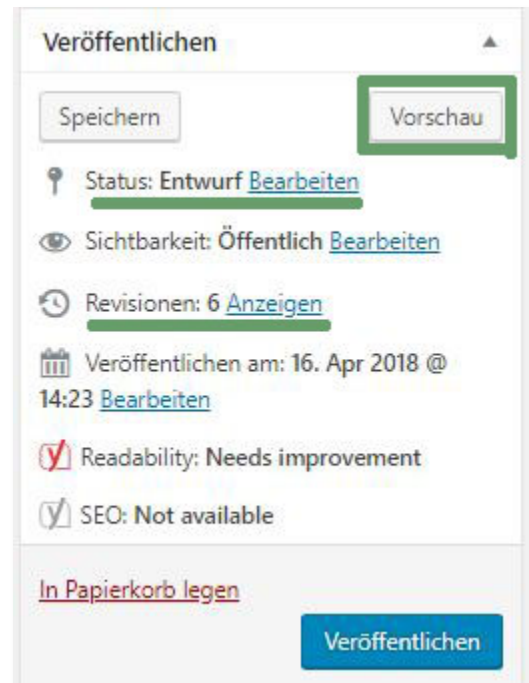 Veröffentlichen
Speichern
Vorschau
Status: Entwurf Bearbeiten
Sichtbarkeit: Öffentlich Bearbeiten
Revisionen: 6 Anzeigen
Veröffentlichen am: 16. Apr 2018 @
14:23 Bearbeiten
Readability: Needs improvement
SEO: Not available
In Papierkorb legen
Veröffentlichen